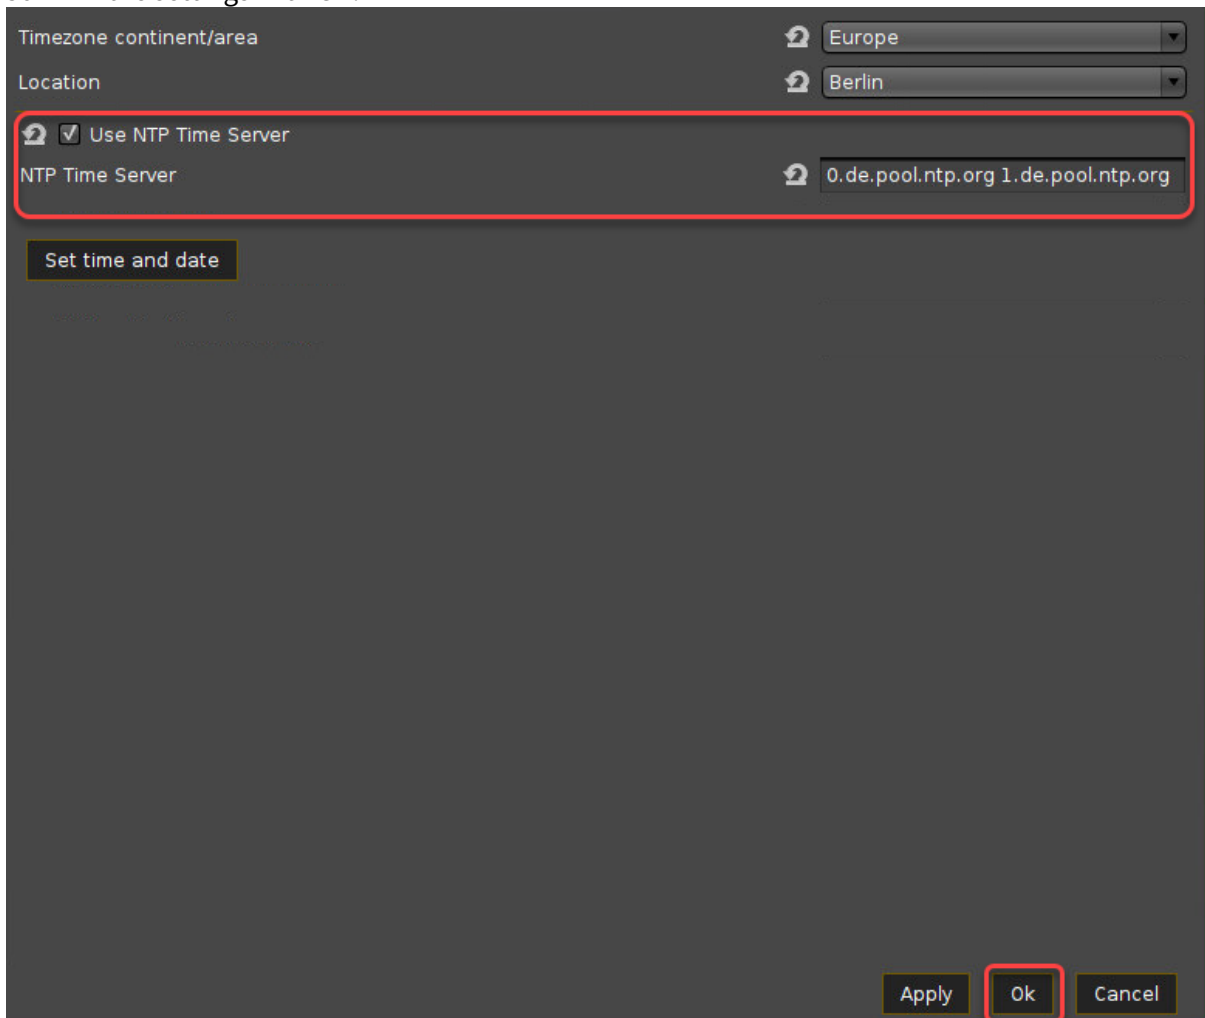 Timezone continent/area Europe
Location Berlin
Use NTP Time Server
NTP Time Server 0.de.pool.ntp.org 1.de.pool.ntp.org
Set time and date
Apply Ok Cancel